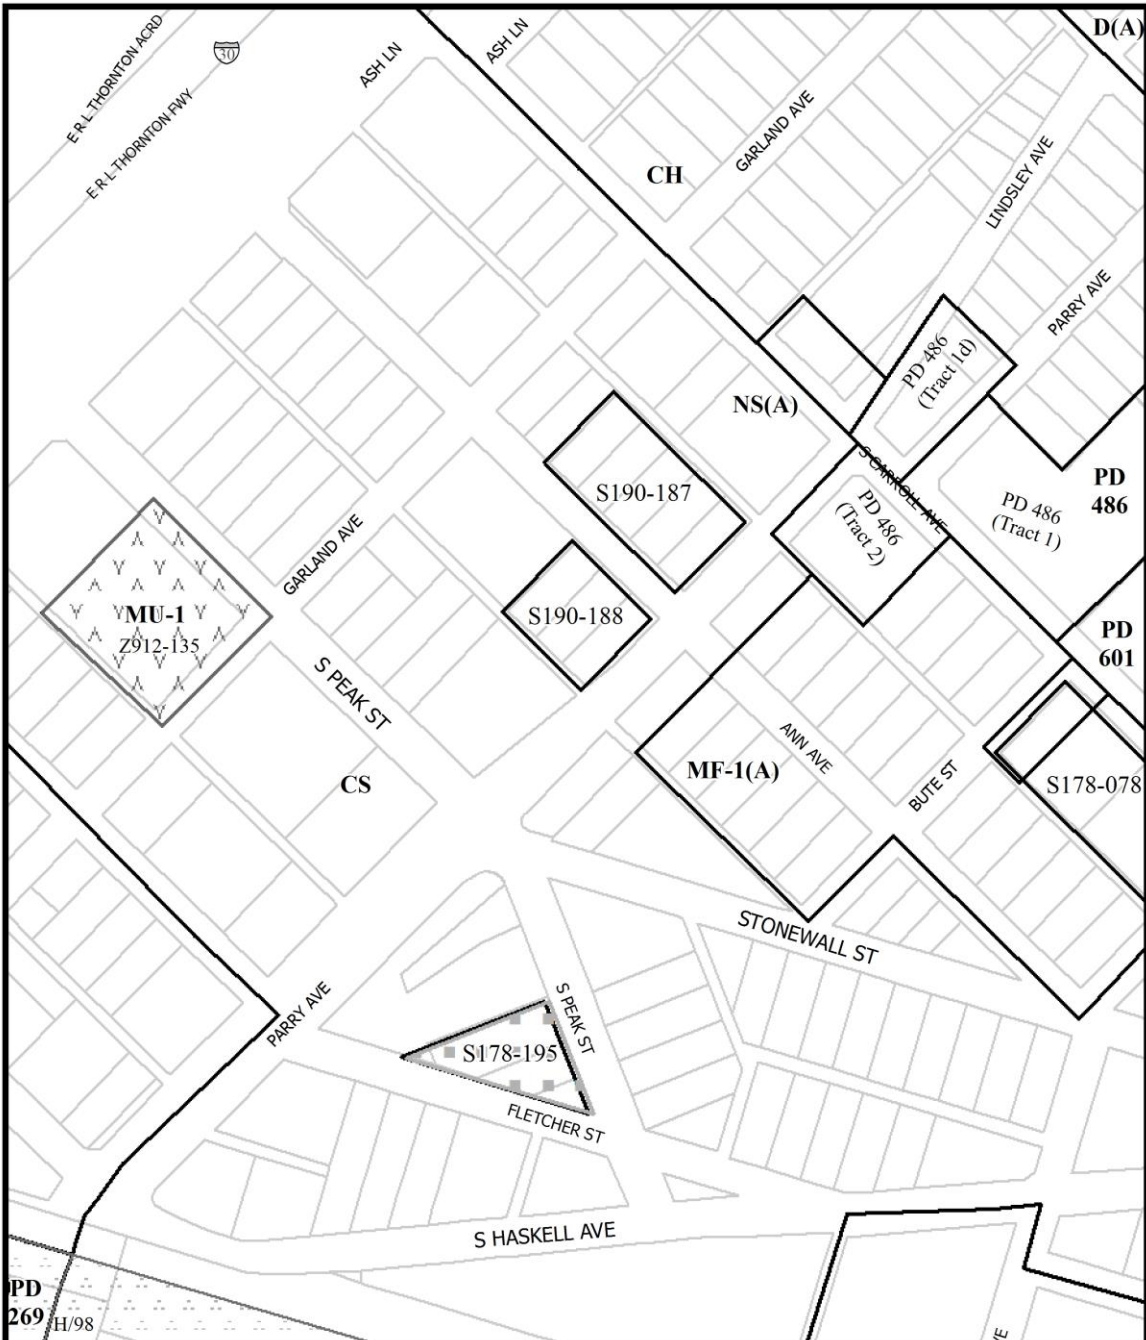 D(A)
E R L THORNTON ACRD
30
ASH LN
ASH LN
E R L THORNTON FWY
GARLAND AVE
CH
LINDSLEY AVE
PARRY AVE
PD 486
(Tract 1d)
NS(A)
S CARROLL AVE
PD
486
S190-187
PD 486
(Tract 2)
PD 486
(Tract 1)
GARLAND AVE
MU-1
Z912-135
S190-188
PD
601
S PEAK ST
ANN AVE
MF-1(A)
CS
BUTE ST
S178-078
STONEWALL ST
PARRY AVE
S PEAK ST
S178-195
FLETCHER ST
S HASKELL AVE
PD
269
H/98